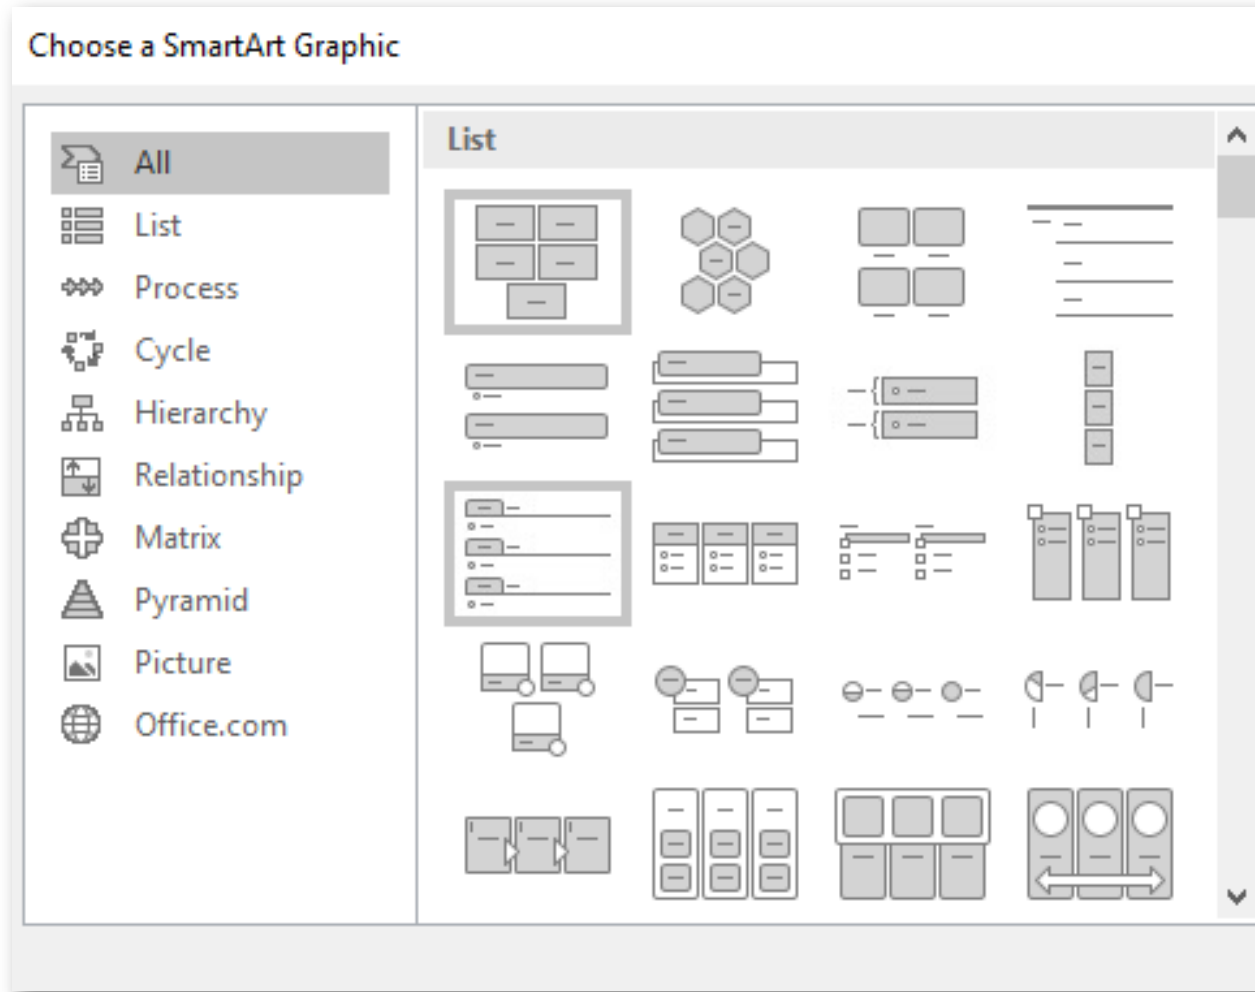 Choose a SmartArt Graphic
All
List
Process
Cycle
Hierarchy
Relationship
Matrix
Pyramid
Picture
Office.com
List